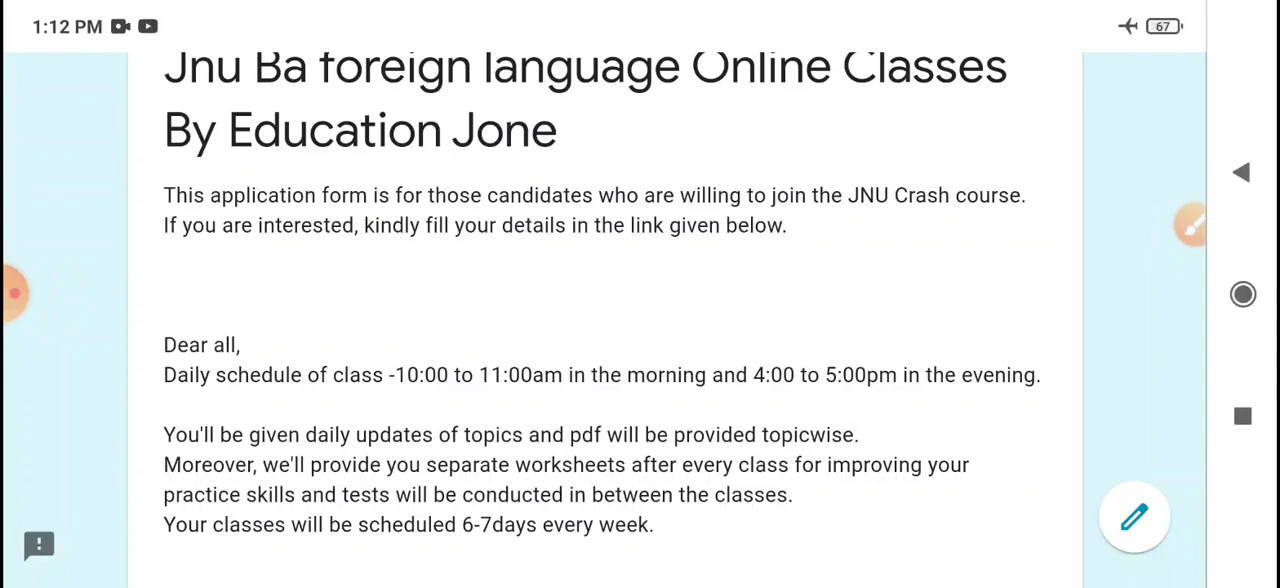 1:12 PM
67
Jnu Ba foreign language Online Classes
By Education Jone
This application form is for those candidates who are willing to join the JNU Crash course.
If you are interested, kindly fill your details in the link given below.
Dear all,
Daily schedule of class -10:00 to 11:00am in the morning and 4:00 to 5:00pm in the evening.
You'll be given daily updates of topics and pdf will be provided topicwise.
Moreover, we'll provide you separate worksheets after every class for improving your
practice skills and tests will be conducted in between the classes.
Your classes will be scheduled 6-7days every week.